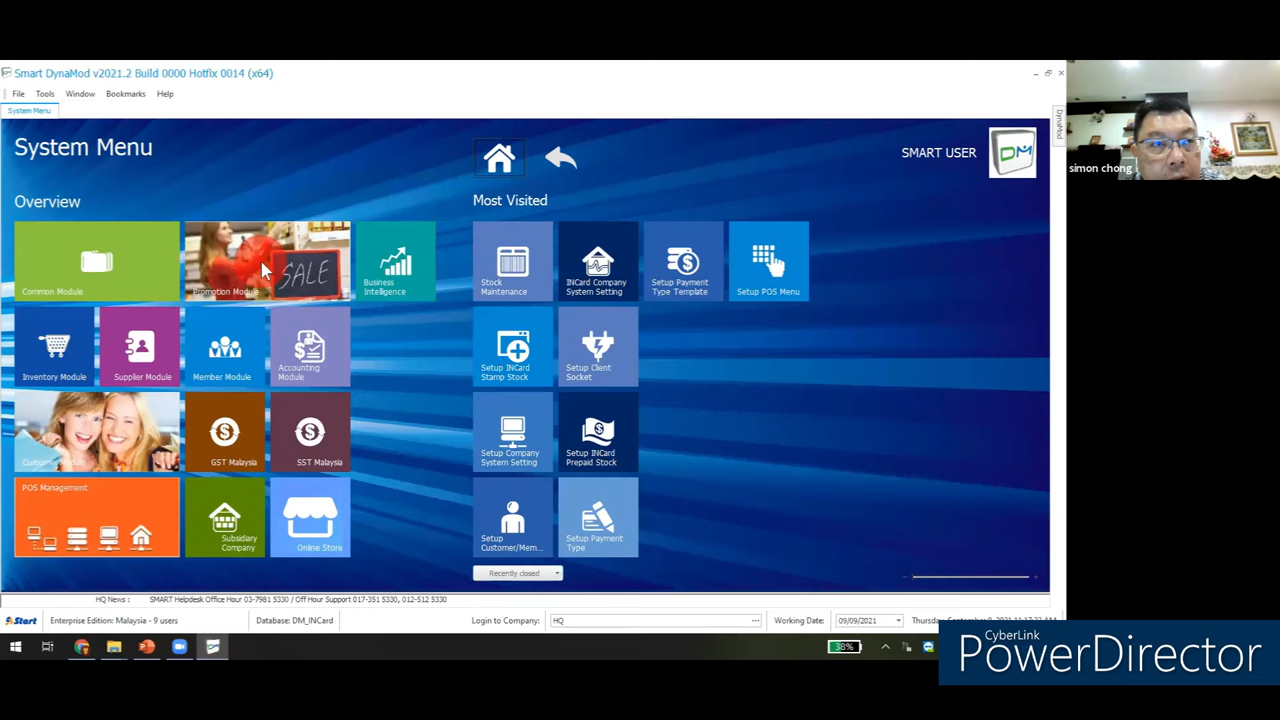 Smart DynaMod v2021.2 Build 0000 Hotfix 0014 (x64)
File Tools Window Bookmarks Help
System Menu
DynaMod
System Menu
SMART USER
DM
simon chong
Overview
Most Visited
Common Module
SALE
Promotion Module
Business
Intelligence
Stock
Maintenance
INCard Company
System Setting
Setup Payment
Type Template
Setup POS Menu
Inventory Module
Supplier Module
Member Module
Accounting
Module
Setup INCard
Stamp Stock
Setup Client
Socket
Customer Module
GST Malaysia
SST Malaysia
Setup Company
System Setting
Setup INCard
Prepaid Stock
POS Management
Subsidiary
Company
Online Store
Setup
Customer/Mem...
Setup Payment
Type
Recently closed
HQ News : SMART Helpdesk Office Hour 03-7981 5330 / Off Hour Support 017-351 5330, 012-512 5330
Start Enterprise Edition: Malaysia - 9 users Database: DM_INCard Login to Company: HQ Working Date: 09/09/2021
38%
CyberLink
PowerDirector